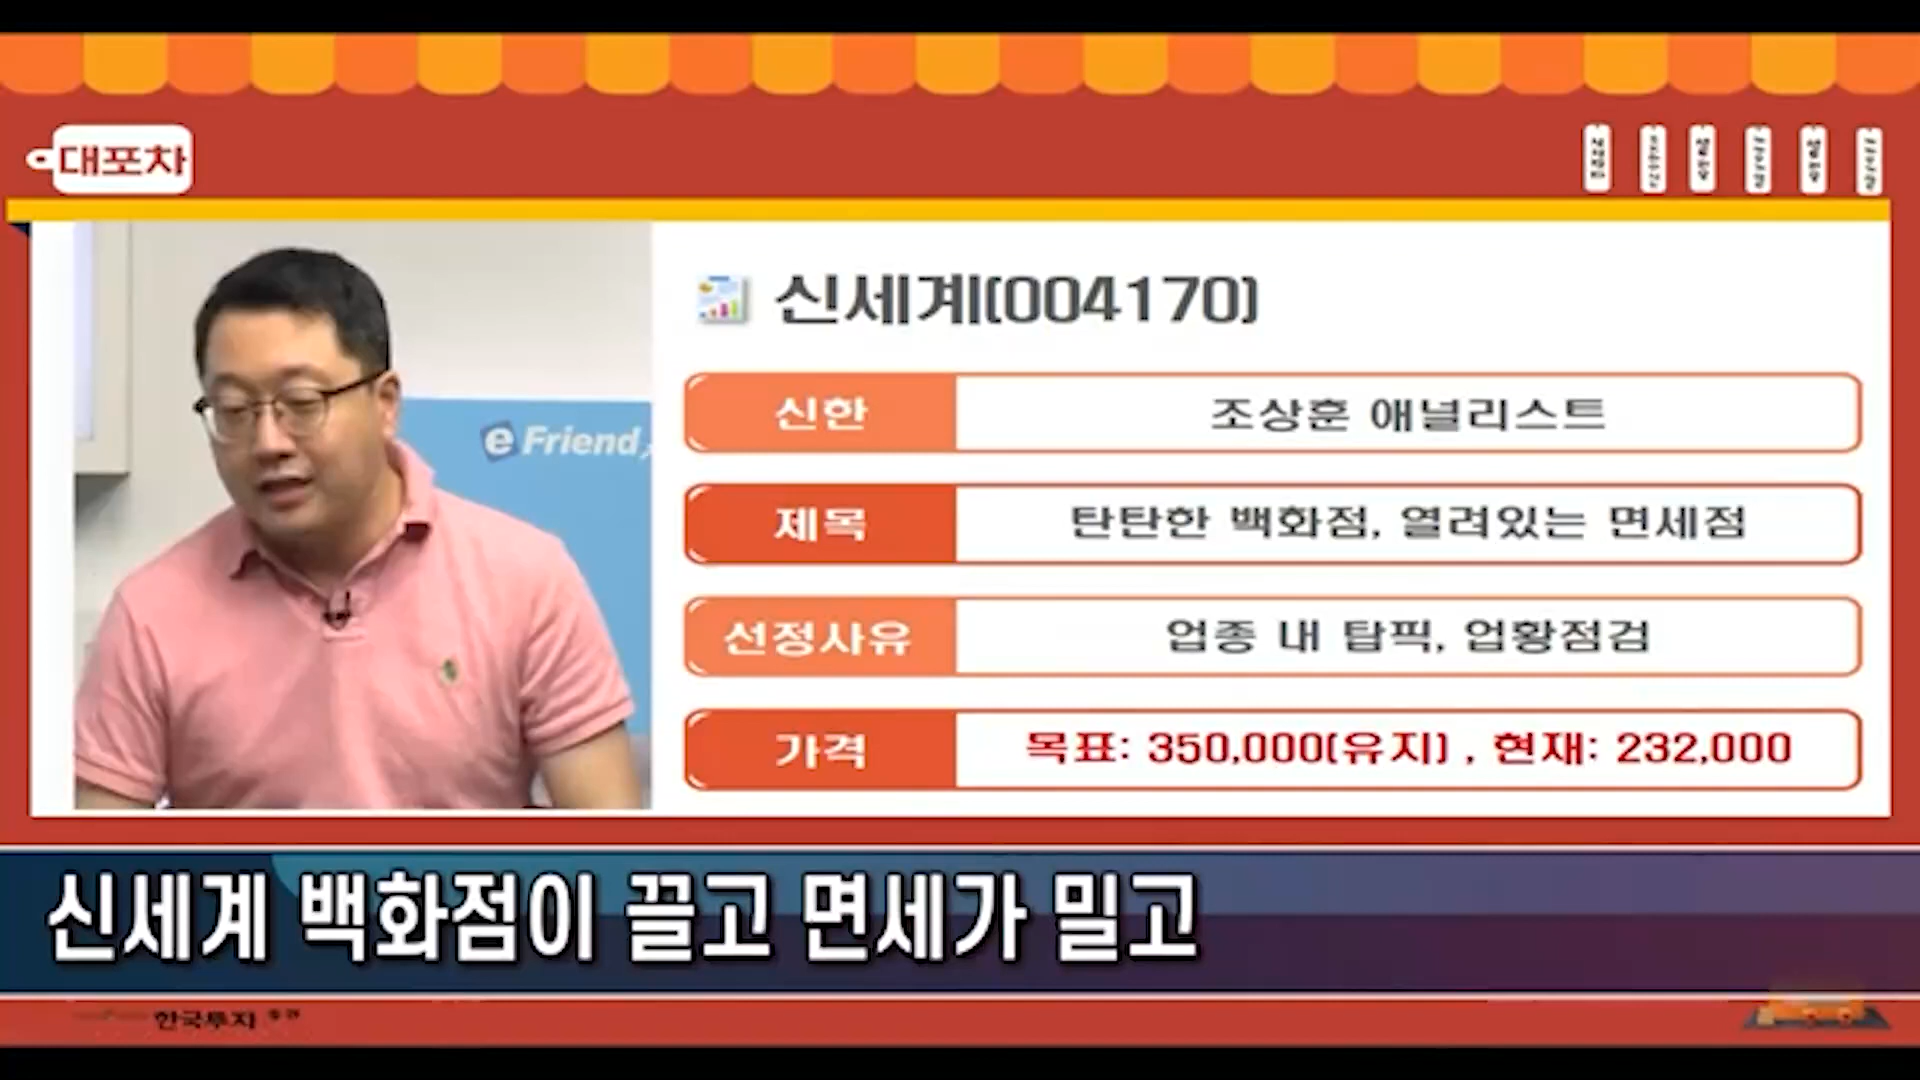 대포차
신세계(004170)
신한 조상훈 애널리스트
제목 탄탄한 백화점, 열려있는 면세점
선정사유 업종 내 탑픽, 업황점검
가격 목표: 350,000(유지) , 현재: 232,000
e Friend
신세계 백화점이 끌고 면세가 밀고
한국투자